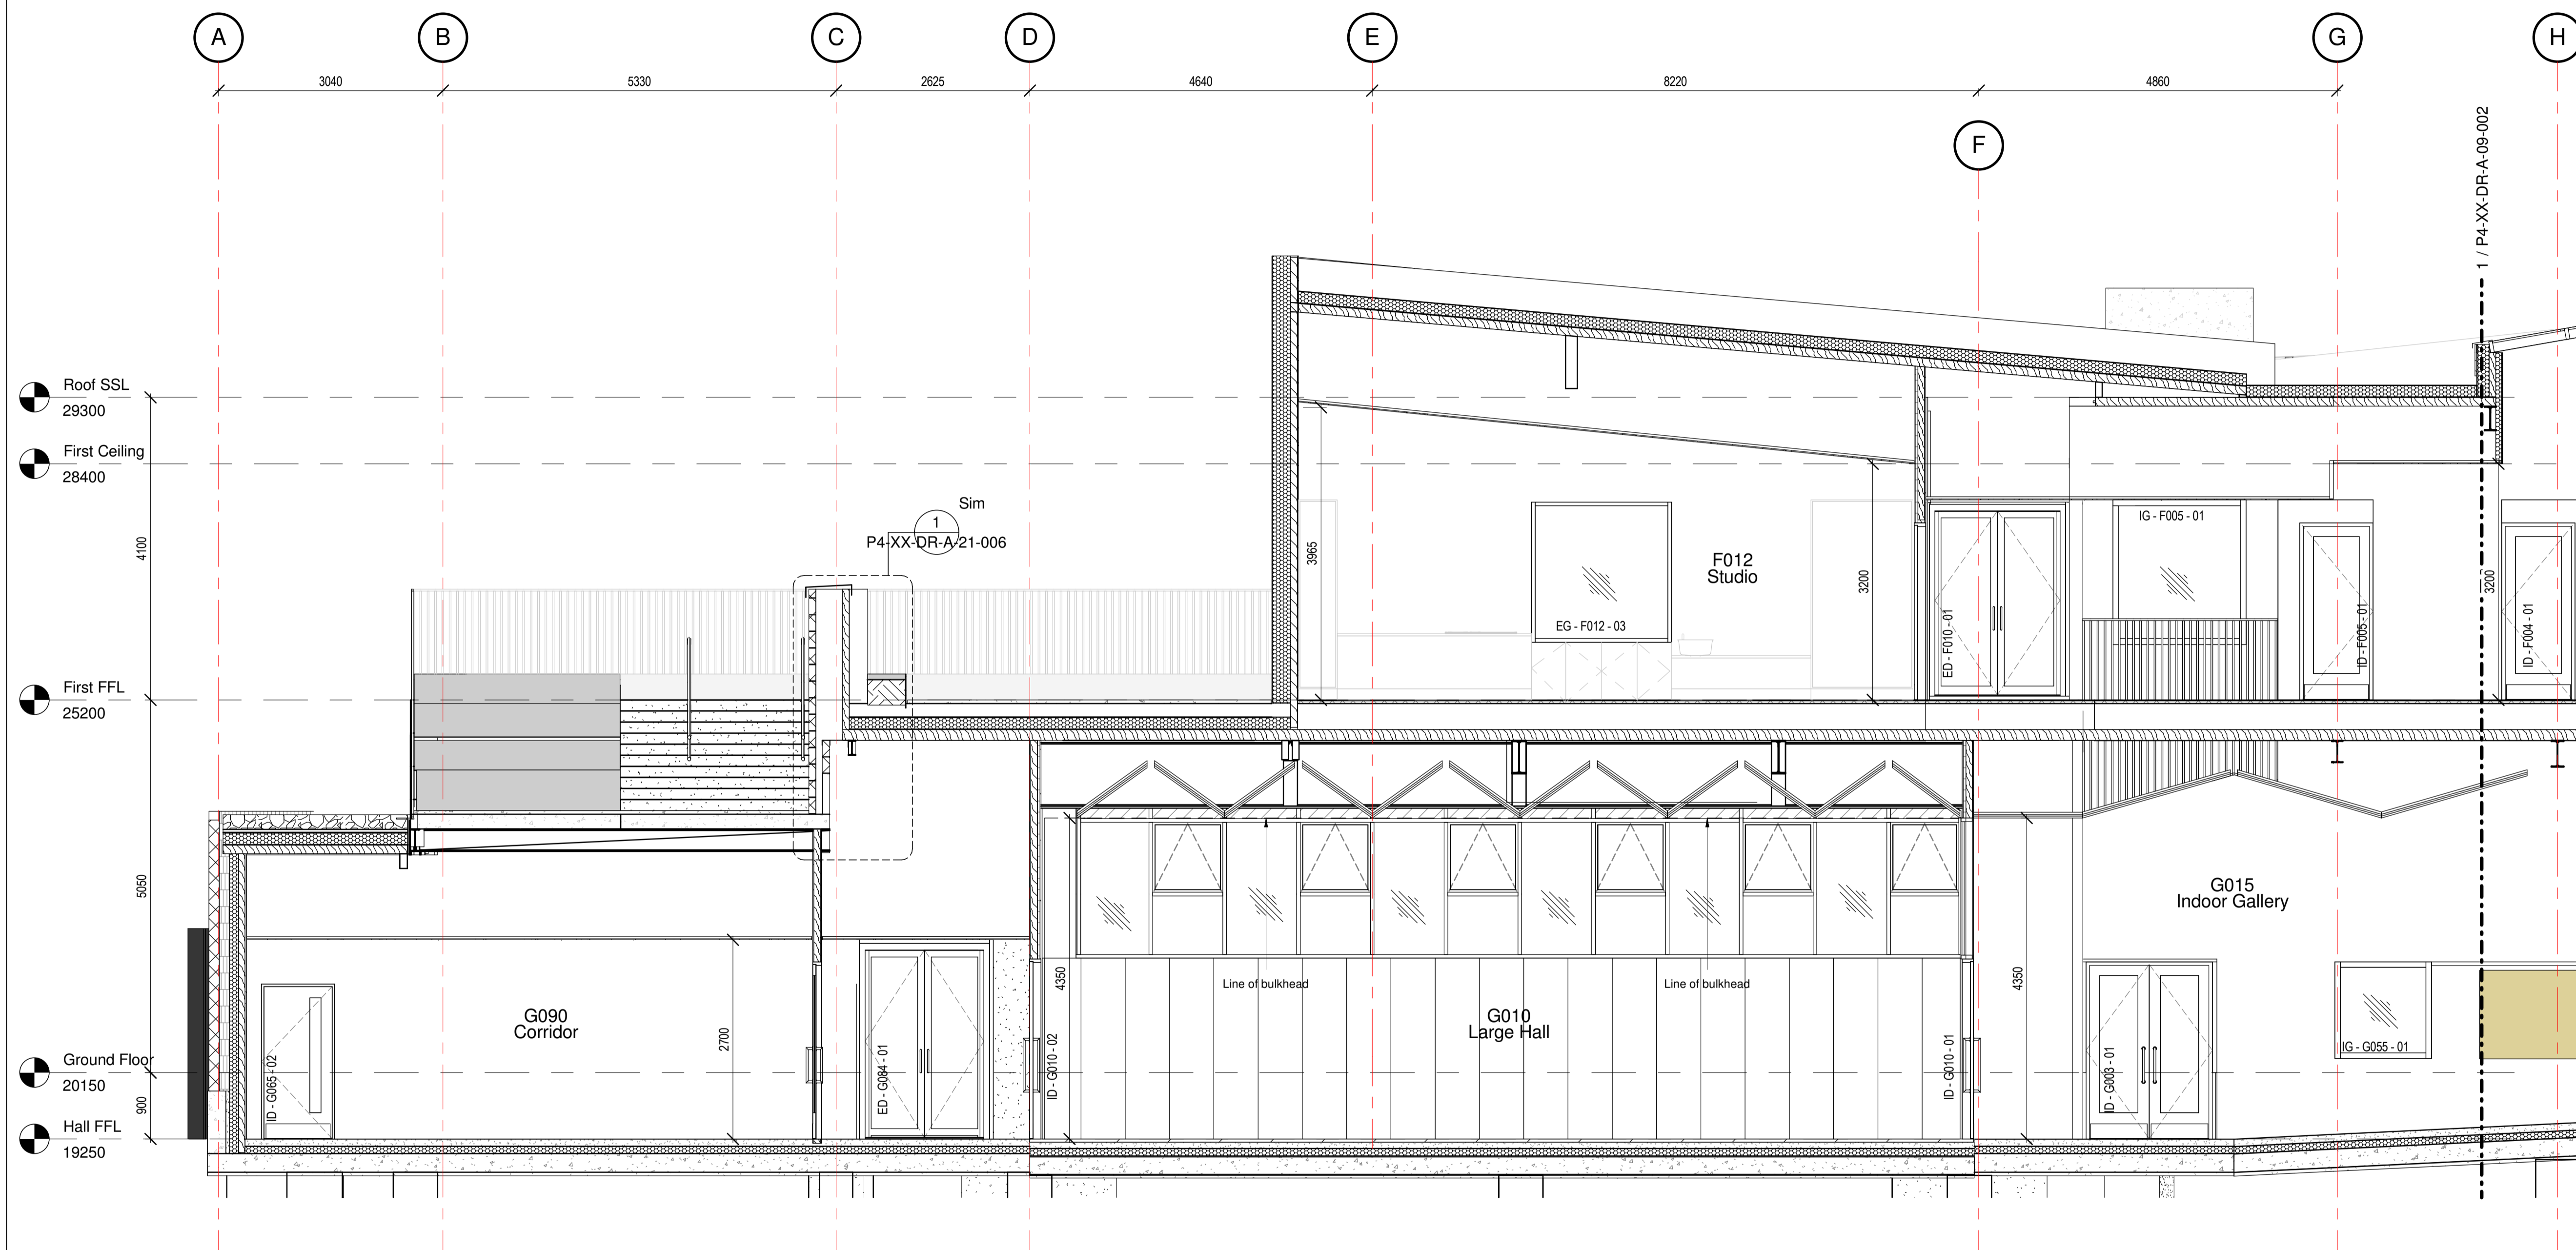 A
B
C
D
E
G
H
3040
5330
2625
4640
8220
4860
F
1 / P4-XX-DR-A-09-002
Roof SSL
29300
First Ceiling
28400
Sim
1
P4-XX-DR-A-21-006
4100
3965
F012
Studio
3200
EG - F012 - 03
ED - F010 - 01
IG - F005 - 01
ID - F005 - 01
3200
ID - F004 - 01
First FFL
25200
5050
G015
Indoor Gallery
4350
Line of bulkhead
Line of bulkhead
4350
G090
Corridor
2700
G010
Large Hall
ID - G065 - 02
ED - G084 - 01
ID - G010 - 02
ID - G010 - 01
ID - G003 - 01
IG - G055 - 01
Ground Floor
20150
900
Hall FFL
19250